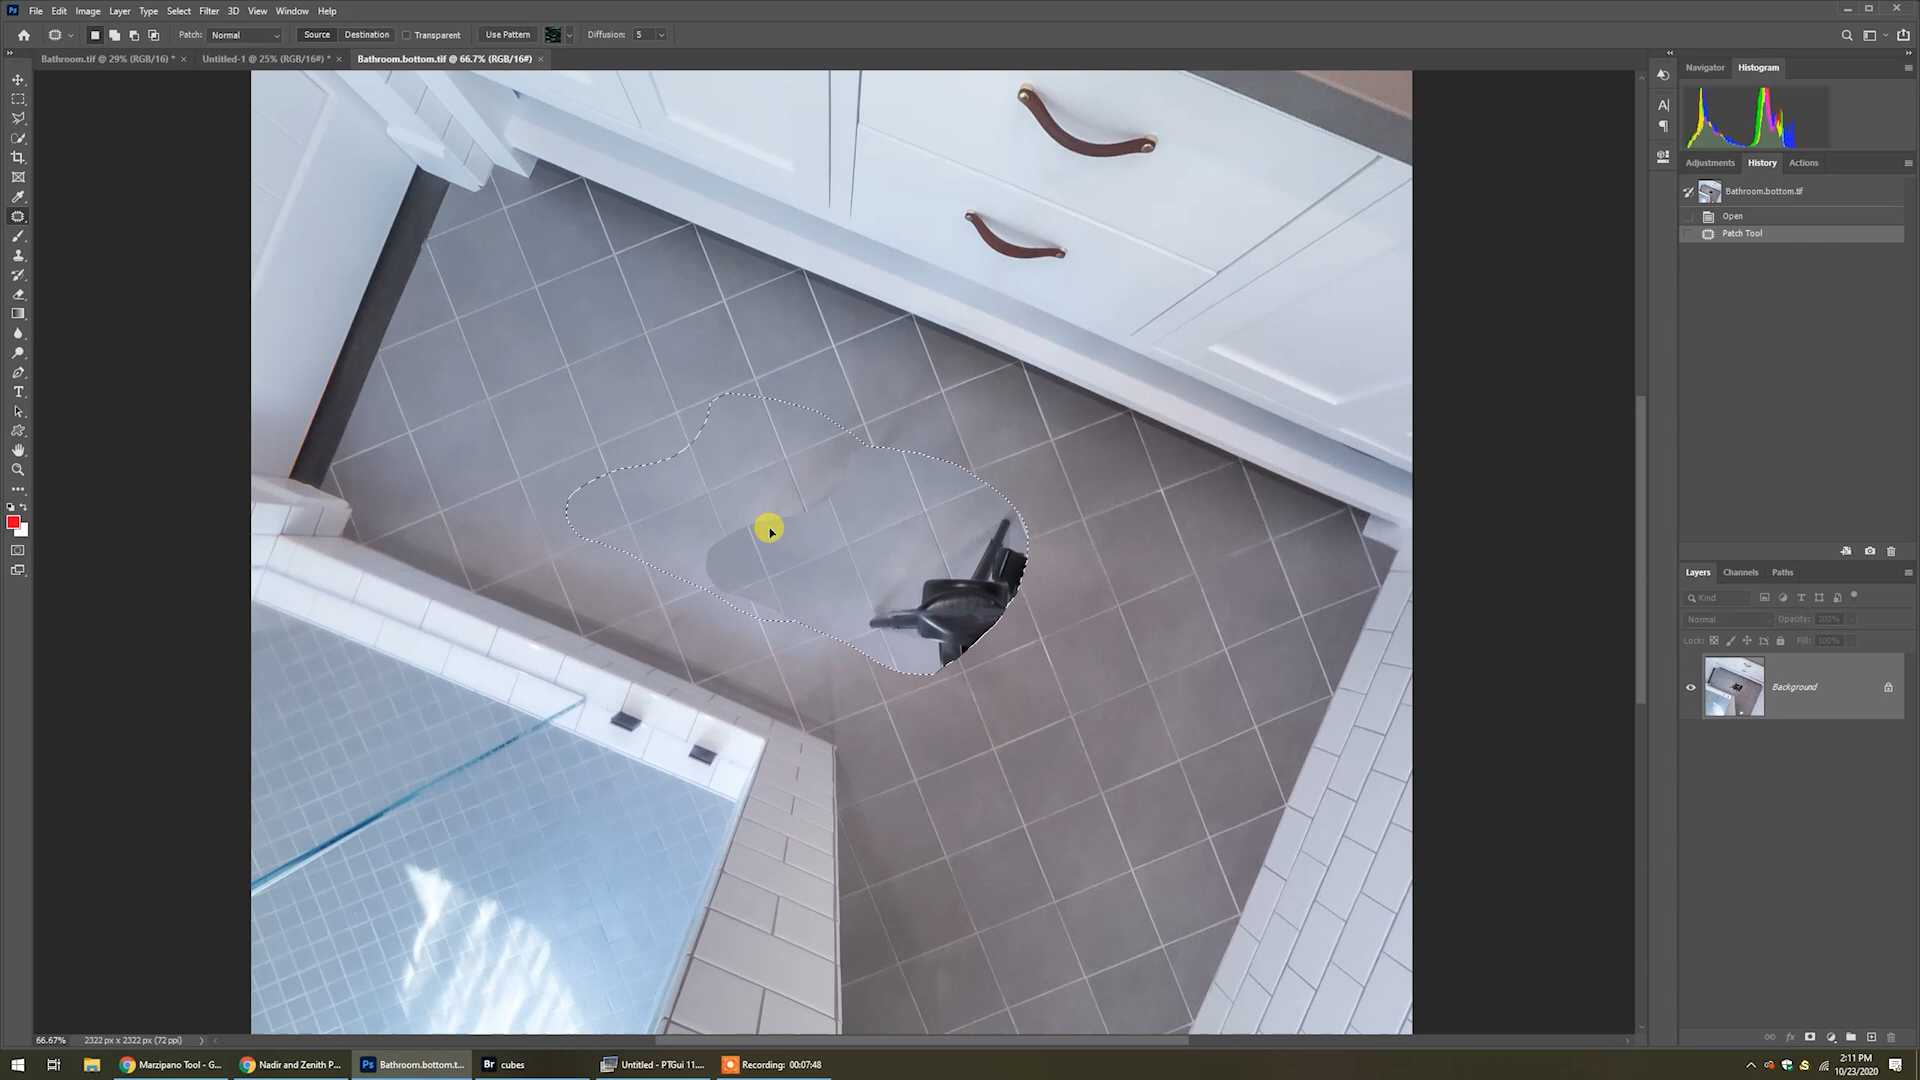 Ps File Edit Image Layer Type Select Filter 3D View Window Help
Patch: Normal Source Destination Transparent Use Pattern Diffusion: 5
Bathroom.tif @ 29% (RGB/16) * × Untitled-1 @ 25% (RGB/16#) * × Bathroom.bottom.tif @ 66.7% (RGB/16#) ×
Navigator Histogram
Adjustments History Actions
Bathroom.bottom.tif
Open
Patch Tool
Layers Channels Paths
Kind
Normal Opacity: 100%
Lock: Fill: 100%
Background
66.67% 2322 px x 2322 px (72 ppi)
Marzipano Tool - G... Nadir and Zenith P... Ps Bathroom.bottom.t... Br cubes Untitled - PTGui 11.... Recording: 00:07:48
2:11 PM
10/23/2020